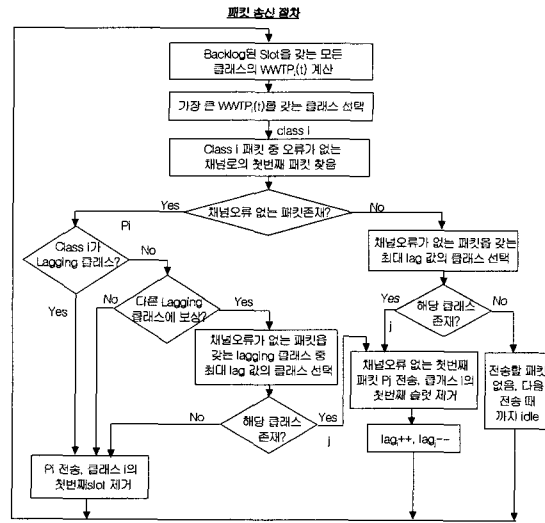 패킷 송신 절차
Backlog된 Slot을 갖는 모든
클래스의 WWTPᵢ(t) 계산
가장 큰 WWTPᵢ(t)를 갖는 클래스 선택
class i
Class i 패킷 중 오류가 없는
채널로의 첫번째 패킷 찾음
채널오류 없는 패킷존재?
Yes
No
Pi
Class i가
Lagging 클래스?
No
Yes
다른 Lagging
클래스에 보상?
No
Yes
채널오류가 없는 패킷을
갖는 lagging 클래스 중
최대 lag 값의 클래스 선택
해당 클래스
존재?
No
Yes
j
Pi 전송, 클래스 i의
첫번째slot 제거
채널오류가 없는 패킷을 갖는
최대 lag 값의 클래스 선택
해당 클래스
존재?
Yes
j
No
채널오류 없는 첫번째
패킷 Pj 전송, 클래스 i의
첫번째 슬럿 제거
lagᵢ++, lagⱼ--
전송할 패킷
없음, 다음
전송 때
까지 idle